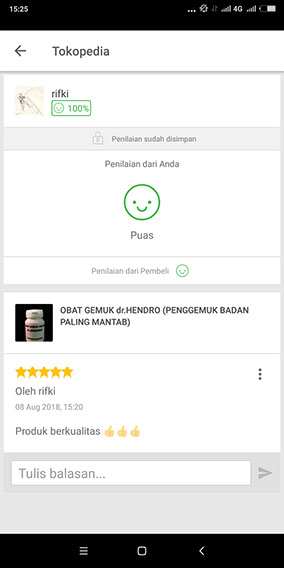 15:25
4G
Tokopedia
rifki
100%
Penilaian sudah disimpan
Penilaian dari Anda
Puas
Penilaian dari Pembeli
OBAT GEMUK dr.HENDRO (PENGGEMUK BADAN
PALING MANTAB)
Oleh rifki
08 Aug 2018, 15:20
Produk berkualitas 👍👍👍
Tulis balasan...